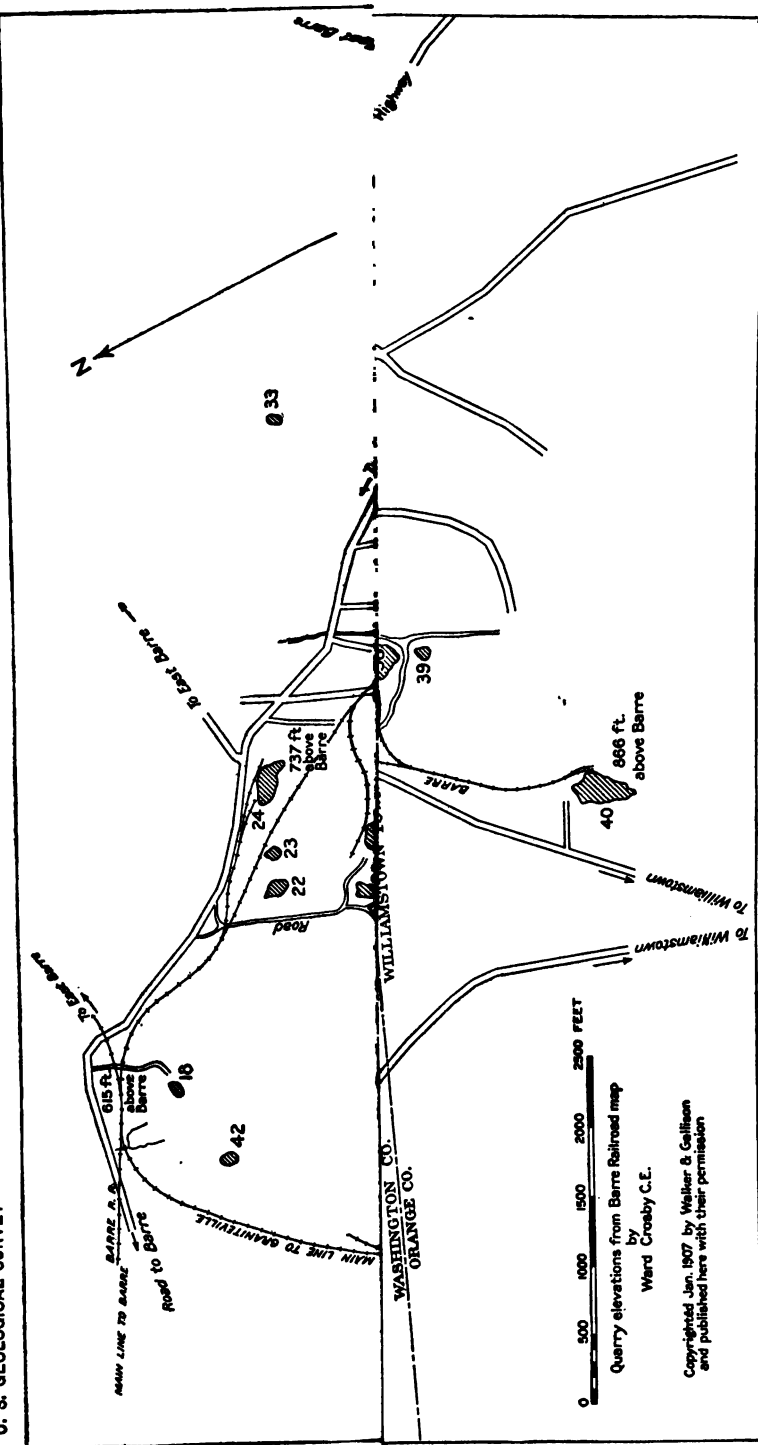 U. S. GEOLOGICAL SURVEY
East Barre
Highway
N
33
To East Barre
737 ft
above
Barre
24
23
22
39
Road
BARRE
866 ft.
above Barre
40
To Williamstown
To Williamstown
WILLIAMSTOWN
To East Barre
615 ft.
above
Barre
18
42
MAIN LINE TO BARRE BARRE R. R.
Road to Barre
MAIN LINE TO GRANITEVILLE
WASHINGTON CO.
ORANGE CO.
0 500 1000 1500 2000 2500 FEET
Quarry elevations from Barre Railroad map
by
Ward Crosby C.E.
Copyrighted Jan. 1907 by Walker & Gallison
and published here with their permission